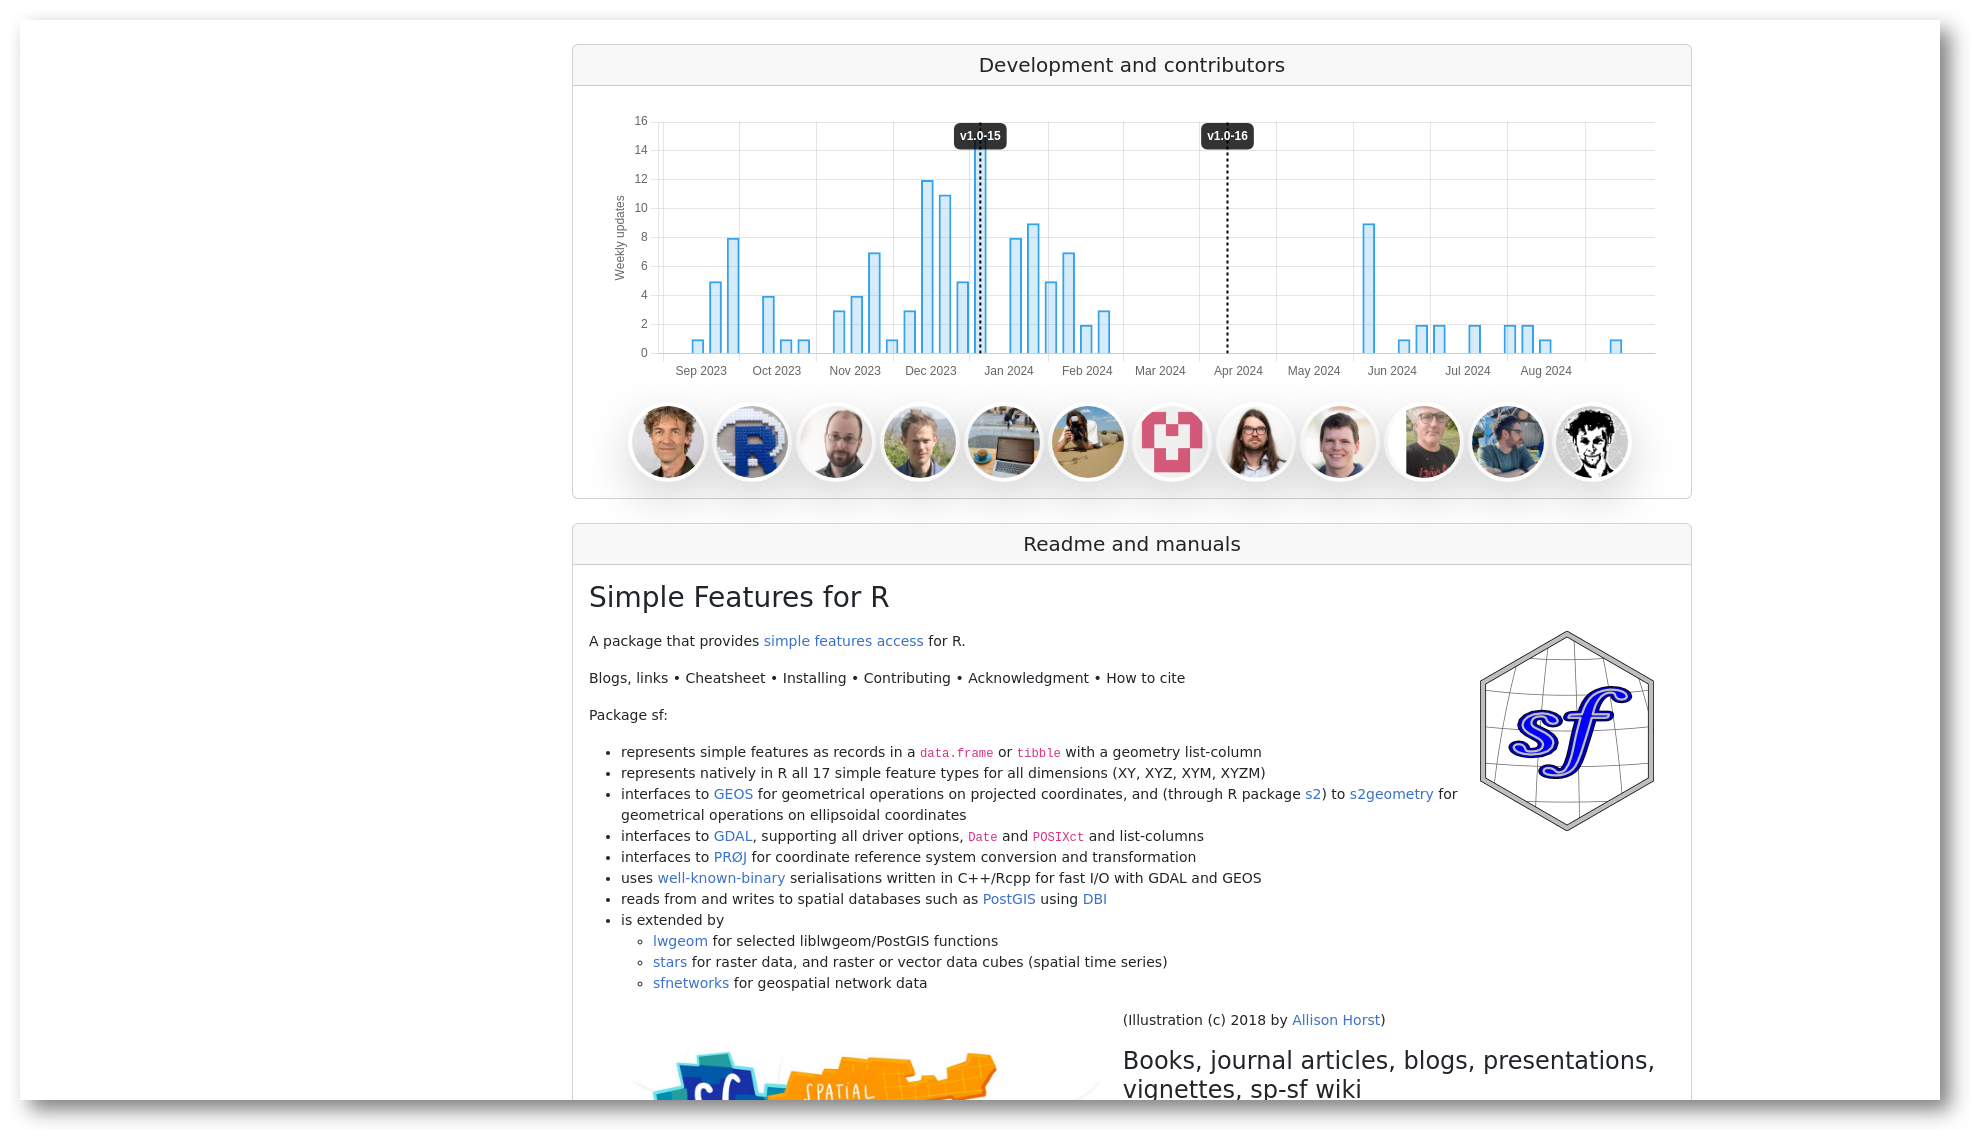 Development and contributors
16
v1.0-15
v1.0-16
14
12
10
8
6
4
2
0
Weekly updates
Sep 2023 Oct 2023 Nov 2023 Dec 2023 Jan 2024 Feb 2024 Mar 2024 Apr 2024 May 2024 Jun 2024 Jul 2024 Aug 2024
R
Readme and manuals
Simple Features for R
A package that provides simple features access for R.
Blogs, links • Cheatsheet • Installing • Contributing • Acknowledgment • How to cite
Package sf:
sf
• represents simple features as records in a data.frame or tibble with a geometry list-column
• represents natively in R all 17 simple feature types for all dimensions (XY, XYZ, XYM, XYZM)
• interfaces to GEOS for geometrical operations on projected coordinates, and (through R package s2) to s2geometry for
geometrical operations on ellipsoidal coordinates
• interfaces to GDAL, supporting all driver options, Date and POSIXct and list-columns
• interfaces to PRØJ for coordinate reference system conversion and transformation
• uses well-known-binary serialisations written in C++/Rcpp for fast I/O with GDAL and GEOS
• reads from and writes to spatial databases such as PostGIS using DBI
• is extended by
◦ lwgeom for selected liblwgeom/PostGIS functions
◦ stars for raster data, and raster or vector data cubes (spatial time series)
◦ sfnetworks for geospatial network data
(Illustration (c) 2018 by Allison Horst)
sf
SPATIAL
Books, journal articles, blogs, presentations,
vignettes, sp-sf wiki